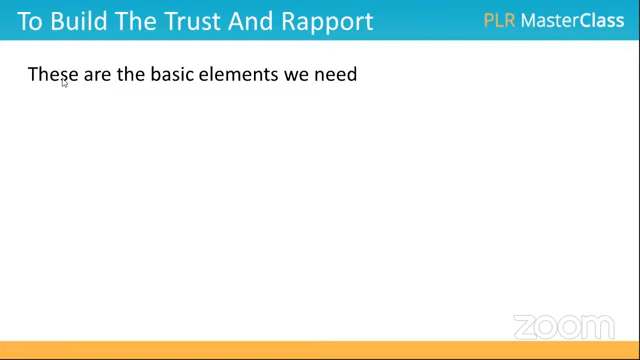 To Build The Trust And Rapport
PLR MasterClass
These are the basic elements we need
zoom